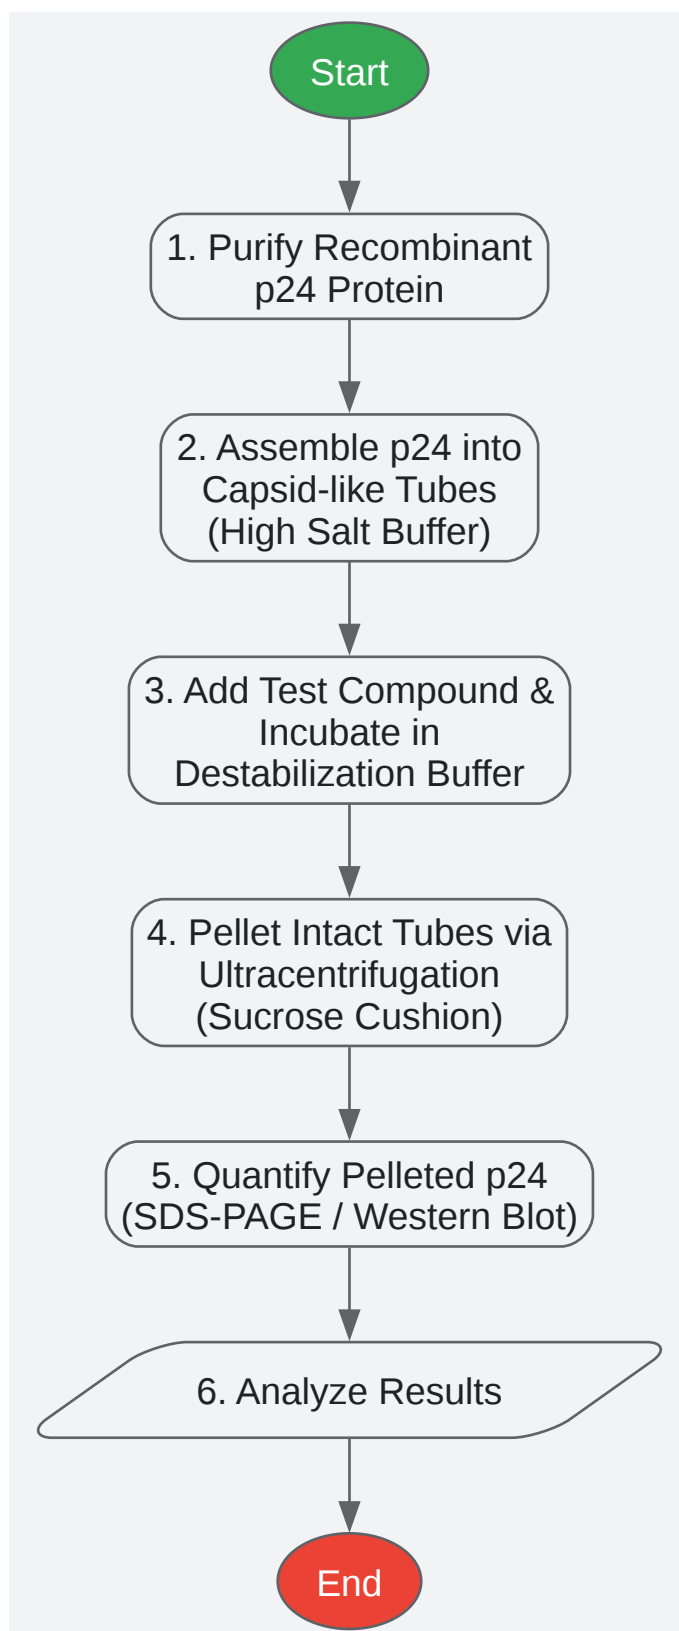 Start
1. Purify Recombinant
p24 Protein
2. Assemble p24 into
Capsid-like Tubes
(High Salt Buffer)
3. Add Test Compound &
Incubate in
Destabilization Buffer
4. Pellet Intact Tubes via
Ultracentrifugation
(Sucrose Cushion)
5. Quantify Pelleted p24
(SDS-PAGE / Western Blot)
6. Analyze Results
End